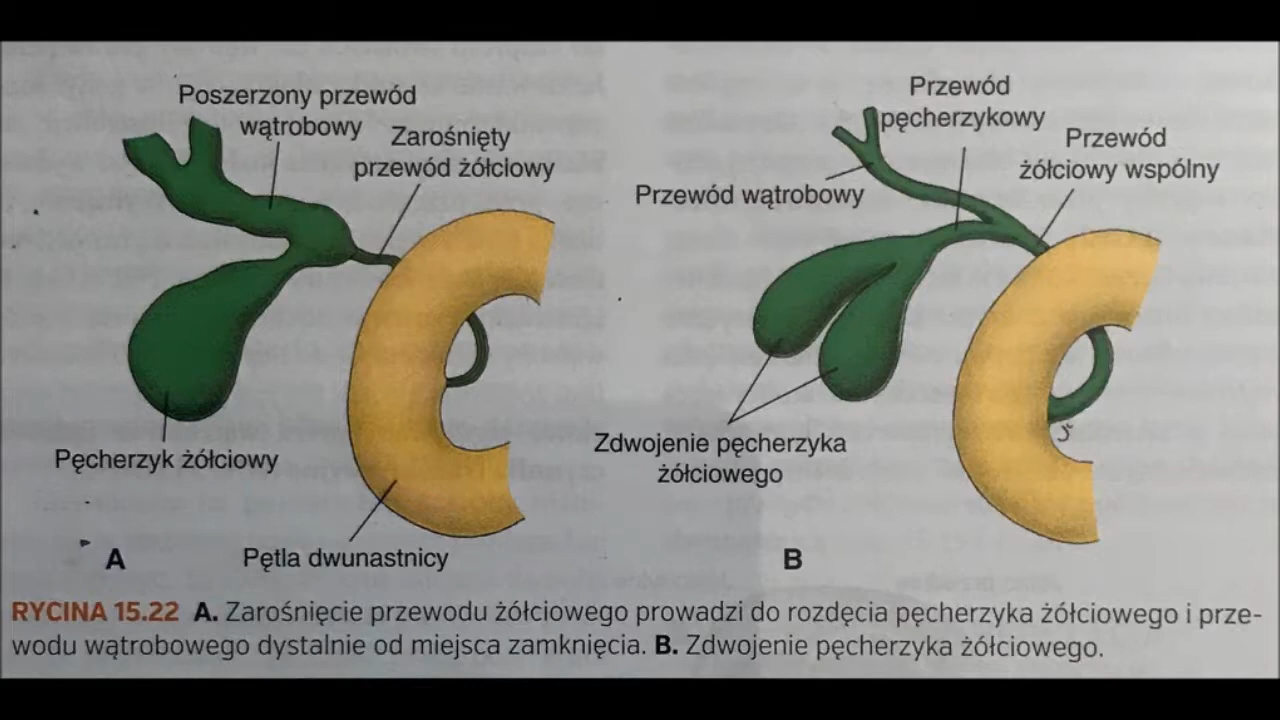 Poszerzony przewód
wątrobowy
Zarośnięty
przewód żółciowy
Pęcherzyk żółciowy
Pętla dwunastnicy
A
Przewód
pęcherzykowy
Przewód
żółciowy wspólny
Przewód wątrobowy
Zdwojenie pęcherzyka
żółciowego
B
RYCINA 15.22 A. Zarośnięcie przewodu żółciowego prowadzi do rozdęcia pęcherzyka żółciowego i prze-
wodu wątrobowego dystalnie od miejsca zamknięcia. B. Zdwojenie pęcherzyka żółciowego.